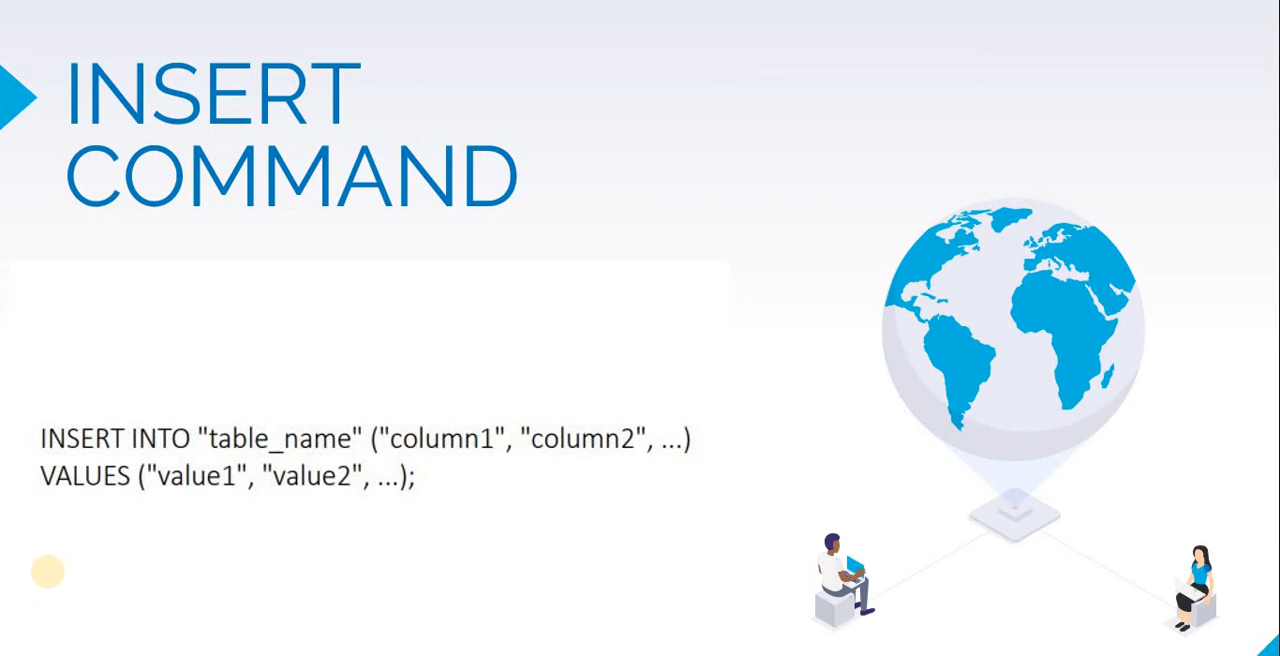 INSERT
COMMAND
INSERT INTO "table_name" ("column1", "column2", ...)
VALUES ("value1", "value2", ...);